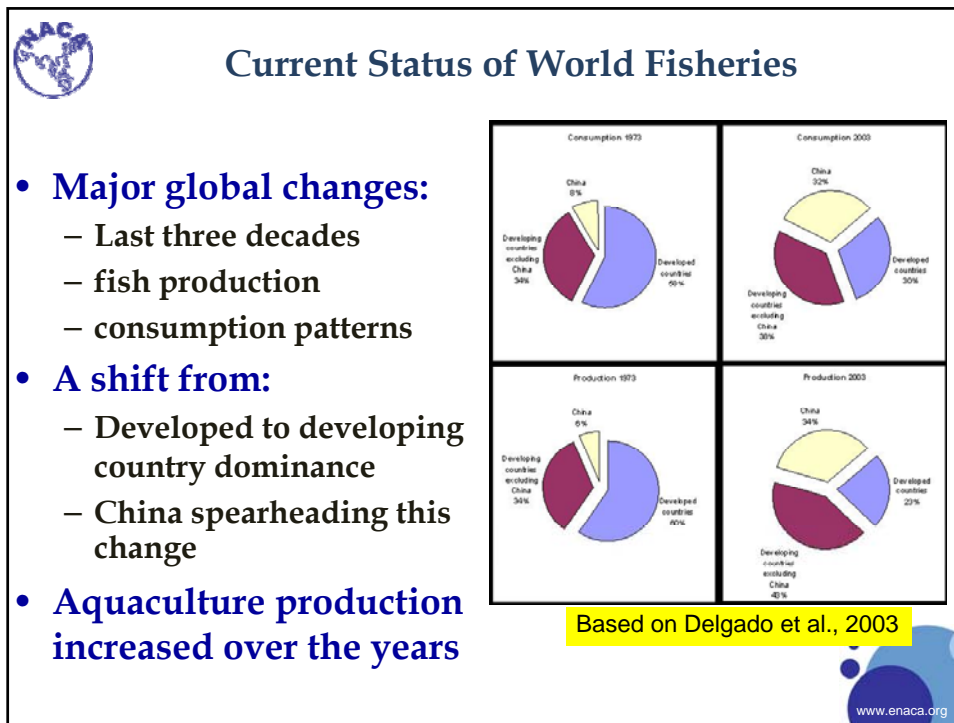 NACA
Current Status of World Fisheries
• Major global changes:
– Last three decades
– fish production
– consumption patterns
• A shift from:
– Developed to developing
country dominance
– China spearheading this
change
• Aquaculture production
increased over the years
Consumption 1973
China
8%
Developing
countries
excluding
China
34%
Developed
countries
58%
Consumption 2003
China
32%
Developed
countries
30%
Developing
countries
excluding
China
38%
Production 1973
China
6%
Developing
countries
excluding
China
34%
Developed
countries
60%
Production 2003
China
34%
Developed
countries
23%
Developing
countries
excluding
China
43%
Based on Delgado et al., 2003
www.enaca.org